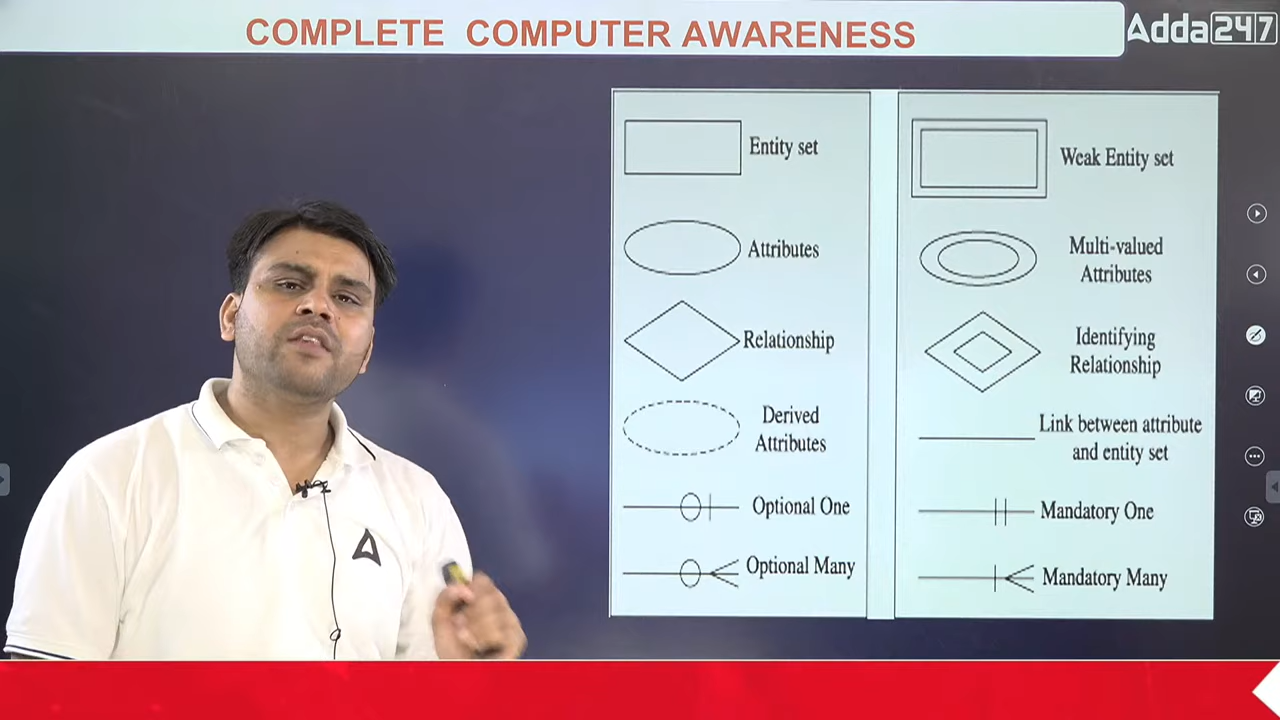 COMPLETE COMPUTER AWARENESS
Adda247
Entity set
Attributes
Relationship
Derived
Attributes
Optional One
Optional Many
Weak Entity set
Multi-valued
Attributes
Identifying
Relationship
Link between attribute
and entity set
Mandatory One
Mandatory Many